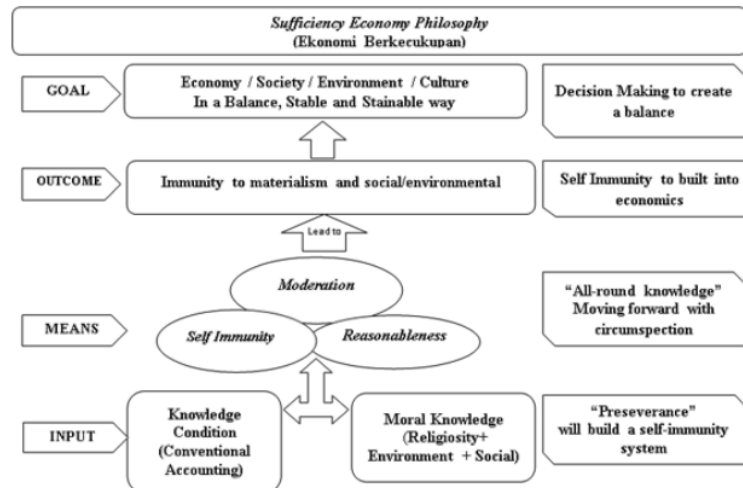 Sufficiency Economy Philosophy
(Ekonomi Berkecukupan)
GOAL
Economy / Society / Environment / Culture
In a Balance, Stable and Stainable way
Decision Making to create
a balance
OUTCOME
Immunity to materialism and social/environmental
Self Immunity to built into
economics
Lead to
Moderation
MEANS
Self Immunity
Reasonableness
“All-round knowledge”
Moving forward with
circumspection
INPUT
Knowledge
Condition
(Conventional
Accounting)
Moral Knowledge
(Religiosity+
Environment + Social)
“Preseverance”
will build a self-immunity
system